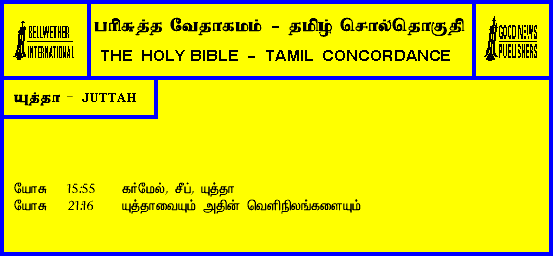 BELLWETHER
INTERNATIONAL
பரிசுத்த வேதாகமம் - தமிழ் சொல்தொகுதி
THE HOLY BIBLE - TAMIL CONCORDANCE
GOOD NEWS
PUBLISHERS
யுத்தா - JUTTAH
யோசு 15:55 கர்மேல், சீப், யுத்தா
யோசு 21:16 யுத்தாவையும் அதின் வெளிநிலங்களையும்